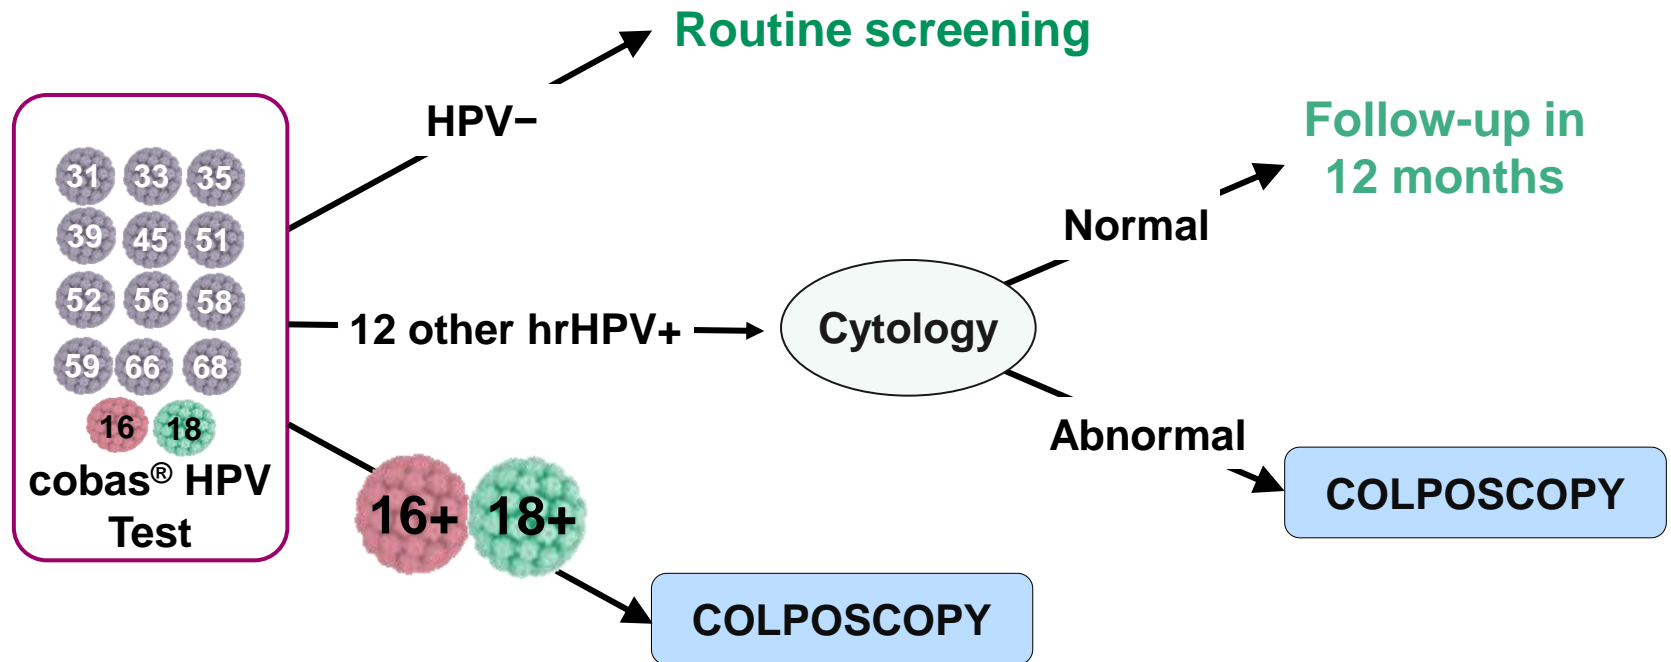 Routine screening
HPV−
Follow-up in
12 months
31 33 35
39 45 51
52 56 58
59 66 68
16 18
cobas® HPV
Test
Normal
12 other hrHPV+
Cytology
Abnormal
COLPOSCOPY
16+ 18+
COLPOSCOPY